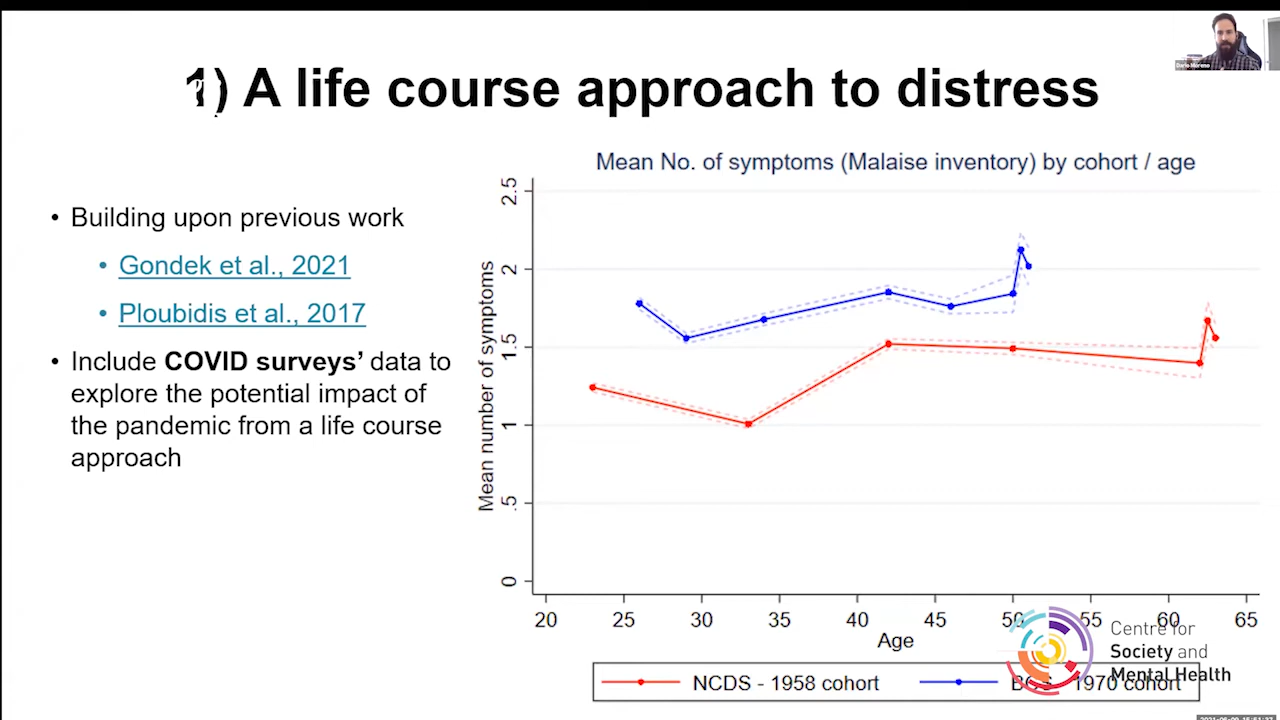 Dario Moreno
1) A life course approach to distress
• Building upon previous work
• Gondek et al., 2021
• Ploubidis et al., 2017
• Include COVID surveys’ data to
explore the potential impact of
the pandemic from a life course
approach
Mean No. of symptoms (Malaise inventory) by cohort / age
Mean number of symptoms
2.5
2
1.5
1
.5
0
20 25 30 35 40 45 50 55 60 65
Age
NCDS - 1958 cohort
1970 cohort
Centre for
Society and
Mental Health